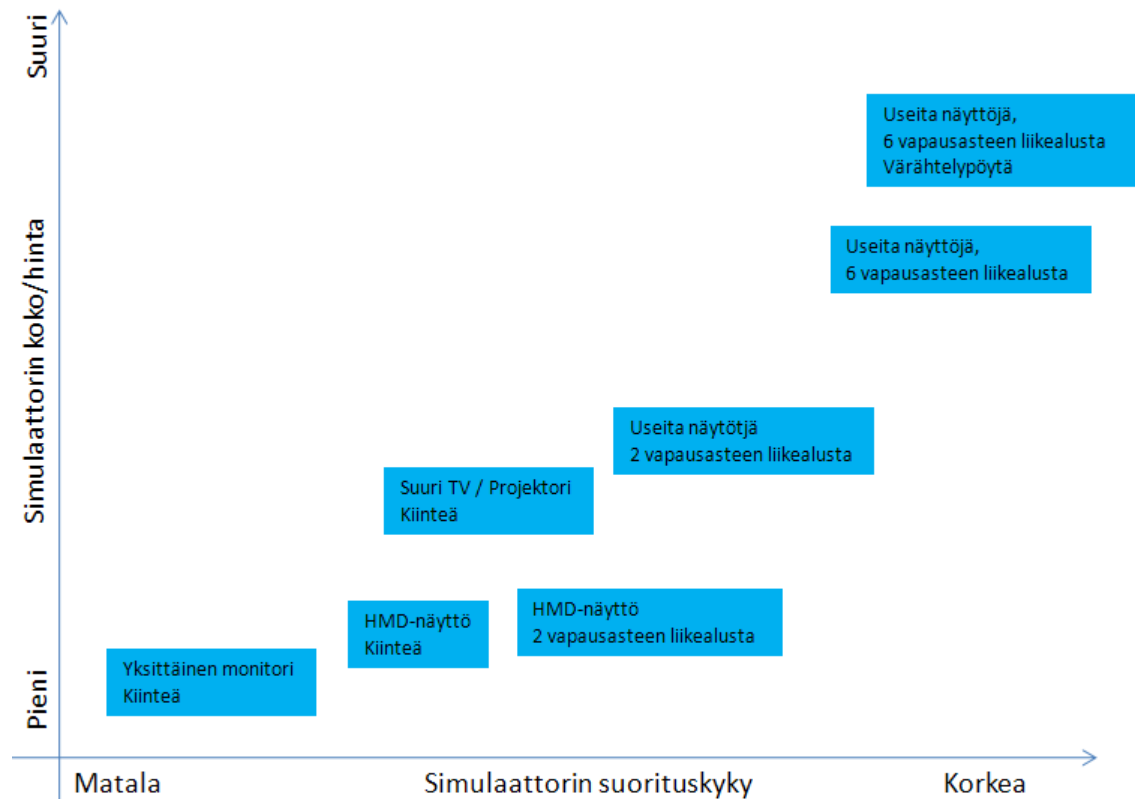 Suuri
Useita näyttöjä,
6 vapausasteen liikealusta
Värähtelypöytä
Useita näyttöjä,
6 vapausasteen liikealusta
Simulaattorin koko/hinta
Useita näytötjä
2 vapausasteen liikealusta
Suuri TV / Projektori
Kiinteä
HMD-näyttö
Kiinteä
HMD-näyttö
2 vapausasteen liikealusta
Yksittäinen monitori
Kiinteä
Pieni
Matala
Simulaattorin suorituskyky
Korkea